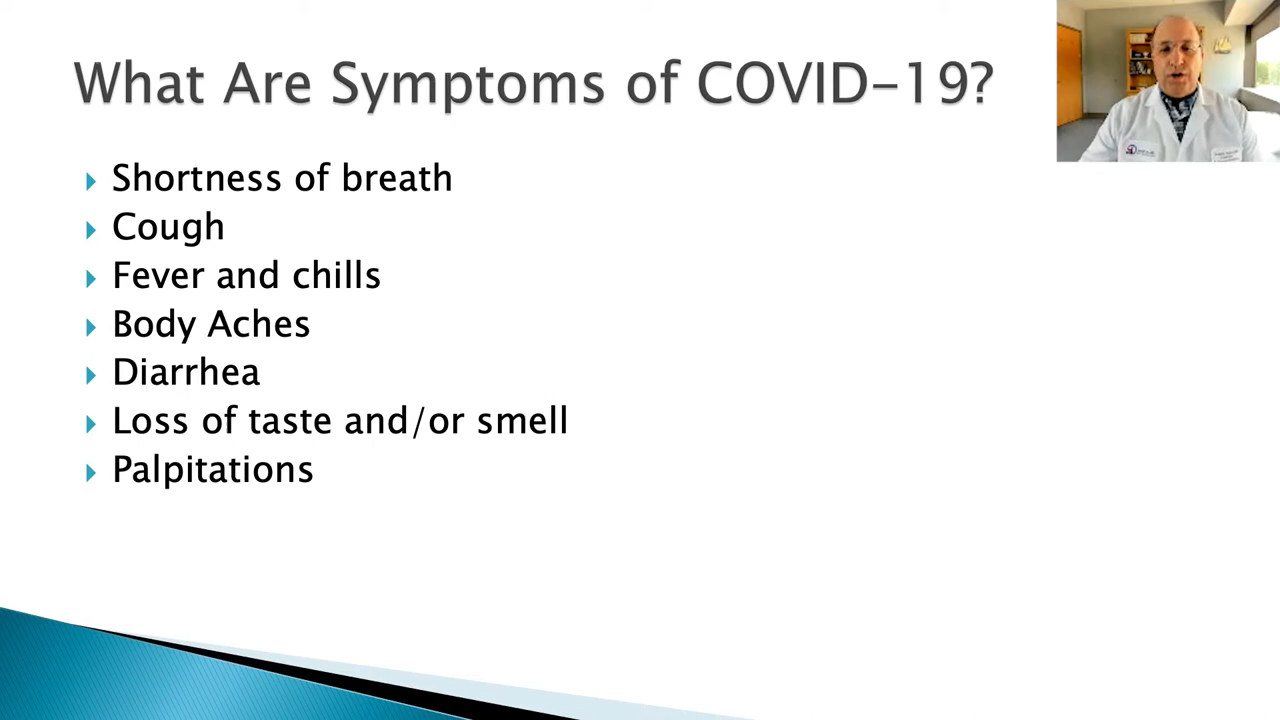 What Are Symptoms of COVID-19?
Shortness of breath
Cough
Fever and chills
Body Aches
Diarrhea
Loss of taste and/or smell
Palpitations